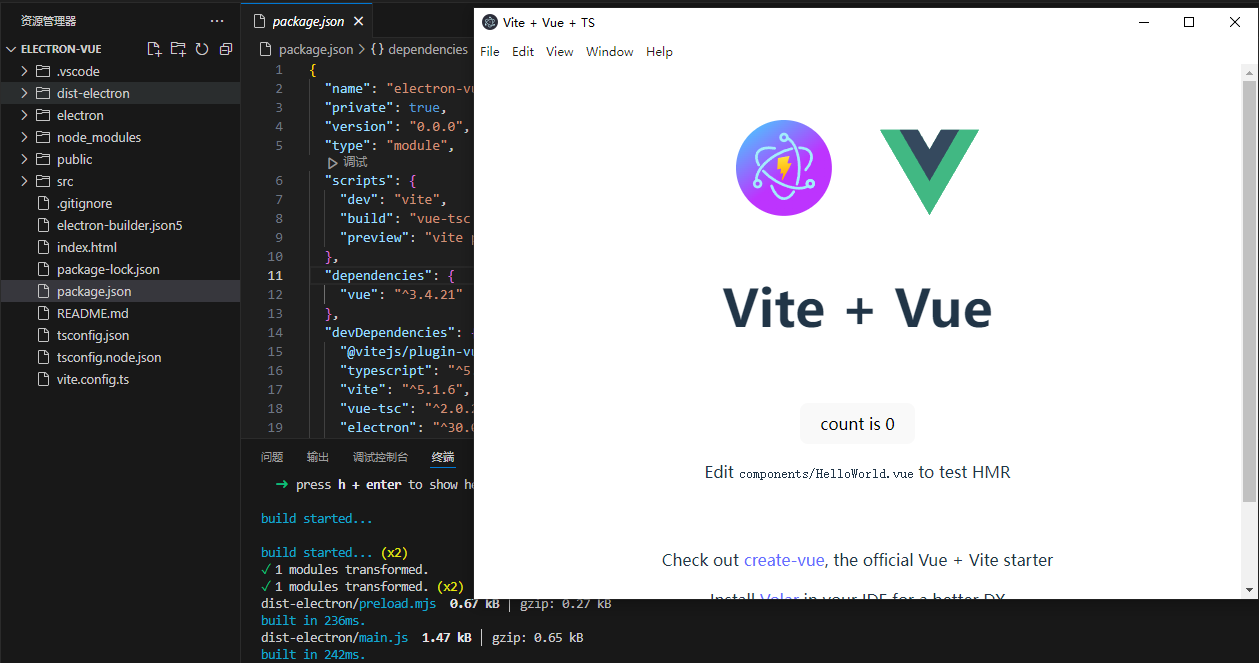 资源管理器
ELECTRON-VUE
.vscode
dist-electron
electron
node_modules
public
src
.gitignore
electron-builder.json5
index.html
package-lock.json
package.json
README.md
tsconfig.json
tsconfig.node.json
vite.config.ts
package.json
package.json > {} dependencies
1 {
2 "name": "electron-vu
3 "private": true,
4 "version": "0.0.0",
5 "type": "module",
调试
6 "scripts": {
7 "dev": "vite",
8 "build": "vue-tsc
9 "preview": "vite p
10 },
11 "dependencies": {
12 "vue": "^3.4.21"
13 },
14 "devDependencies": {
15 "@vitejs/plugin-vu
16 "typescript": "^5
17 "vite": "^5.1.6",
18 "vue-tsc": "^2.0.
19 "electron": "^30.0
问题 输出 调试控制台 终端
➜ press h + enter to show he
build started...
build started... (x2)
✓ 1 modules transformed.
✓ 1 modules transformed. (x2)
dist-electron/preload.mjs 0.67 kB │ gzip: 0.27 kB
built in 236ms.
dist-electron/main.js 1.47 kB │ gzip: 0.65 kB
built in 242ms.
Vite + Vue + TS
File Edit View Window Help
Vite + Vue
count is 0
Edit components/HelloWorld.vue to test HMR
Check out create-vue, the official Vue + Vite starter
Install Volar in your IDE for a better DX